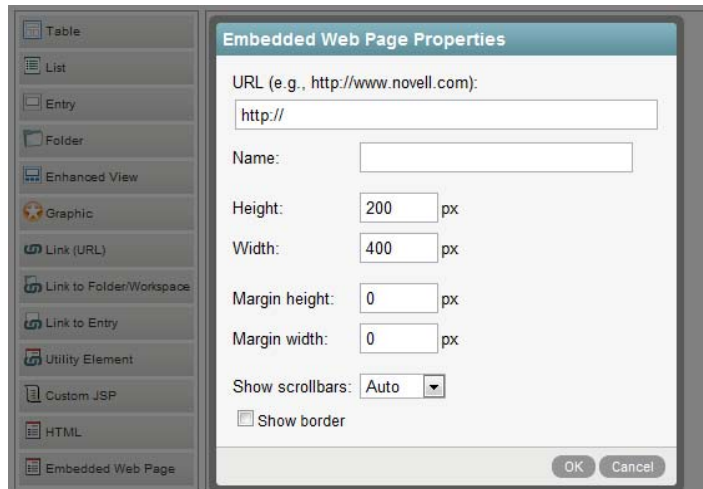 Table
List
Entry
Folder
Enhanced View
Graphic
Link (URL)
Link to Folder/Workspace
Link to Entry
Utility Element
Custom JSP
HTML
Embedded Web Page
Embedded Web Page Properties
URL (e.g., http://www.novell.com):
http://
Name:
Height: 200 px
Width: 400 px
Margin height: 0 px
Margin width: 0 px
Show scrollbars: Auto
Show border
OK Cancel